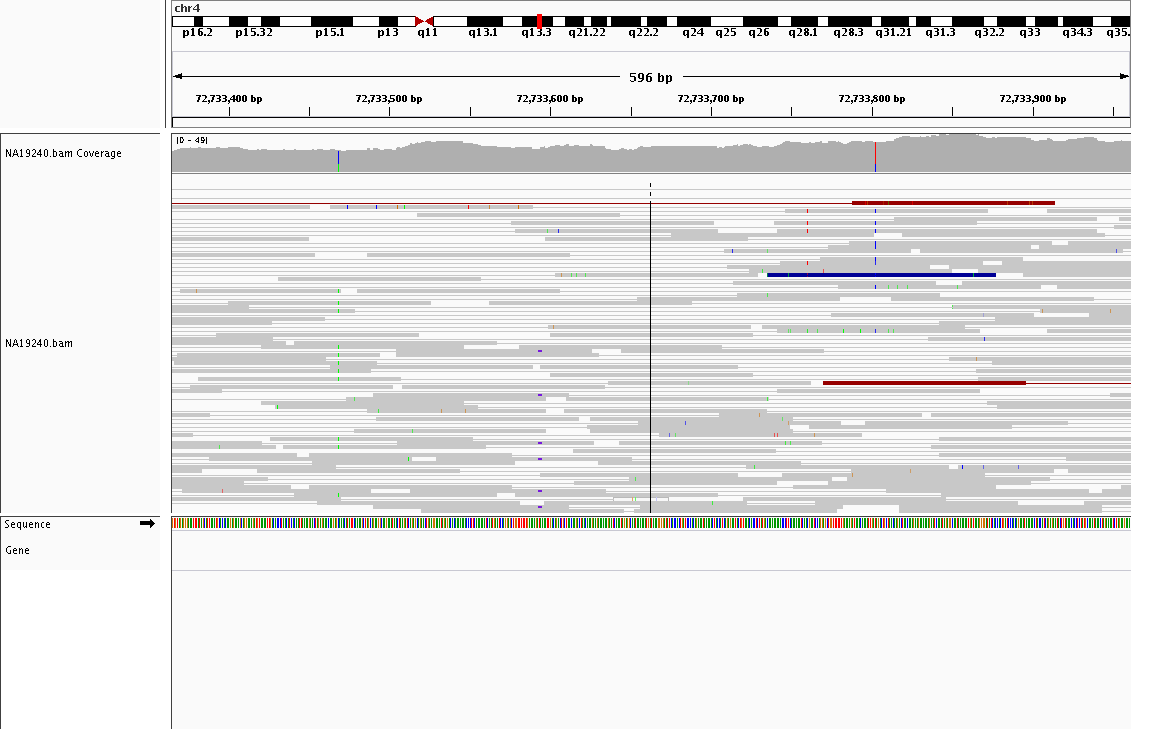 chr4
p16.2 p15.32 p15.1 p13 q11 q13.1 q13.3 q21.22 q22.2 q24 q25 q26 q28.1 q28.3 q31.21 q31.3 q32.2 q33 q34.3 q35.
596 bp
72,733,400 bp 72,733,500 bp 72,733,600 bp 72,733,700 bp 72,733,800 bp 72,733,900 bp
NA19240.bam Coverage
[0 - 49]
NA19240.bam
Sequence
Gene